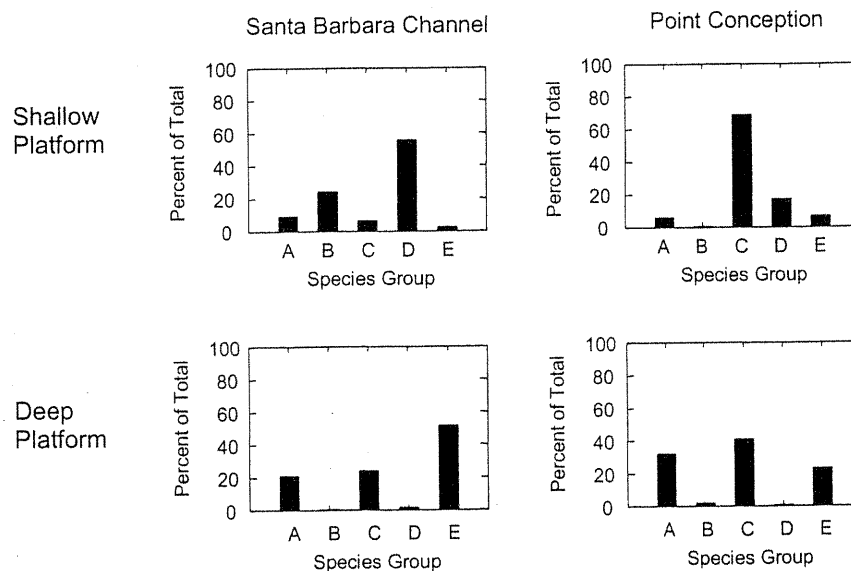 Santa Barbara Channel
Point Conception
Shallow
Platform
Percent of Total
100
80
60
40
20
0
A B C D E
Species Group
Percent of Total
100
80
60
40
20
0
A B C D E
Species Group
Deep
Platform
Percent of Total
100
80
60
40
20
0
A B C D E
Species Group
Percent of Total
100
80
60
40
20
0
A B C D E
Species Group